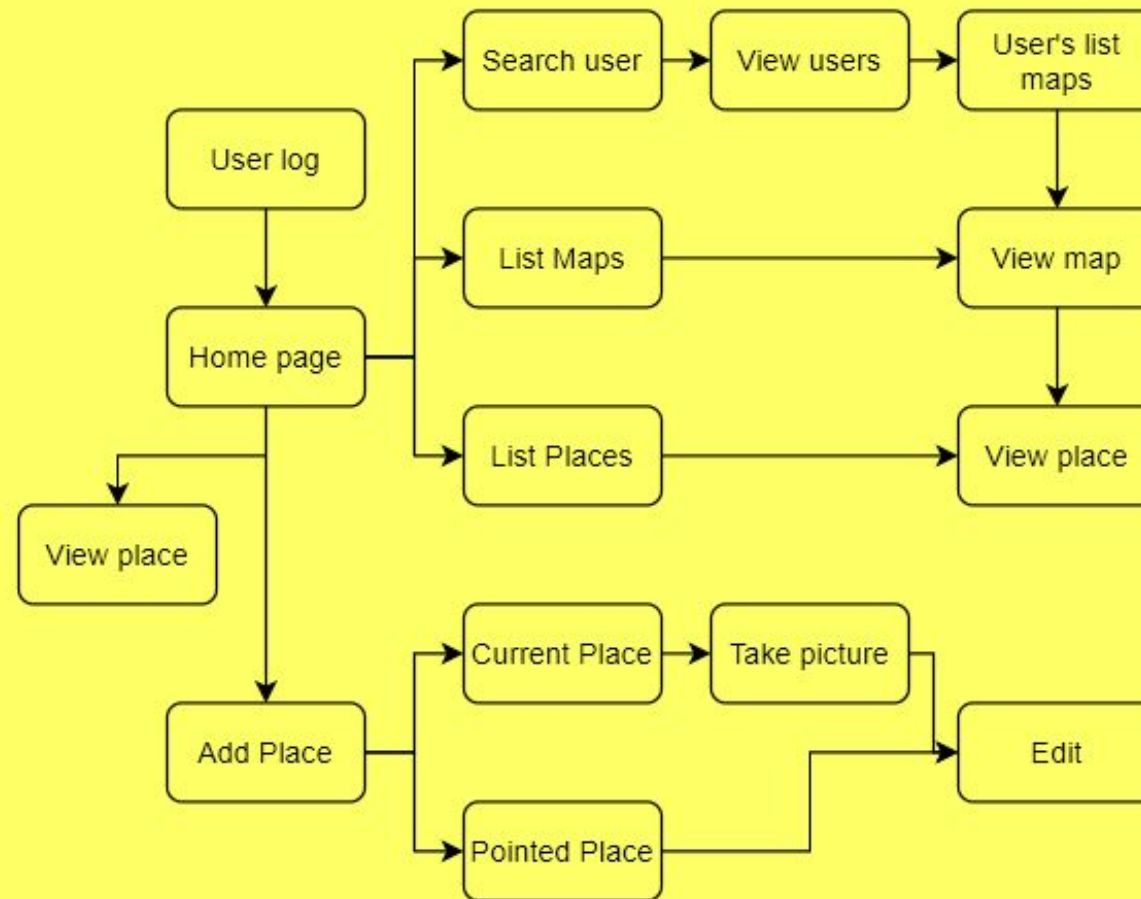 Search user
View users
User's list
maps
User log
List Maps
View map
Home page
List Places
View place
View place
Current Place
Take picture
Add Place
Edit
Pointed Place